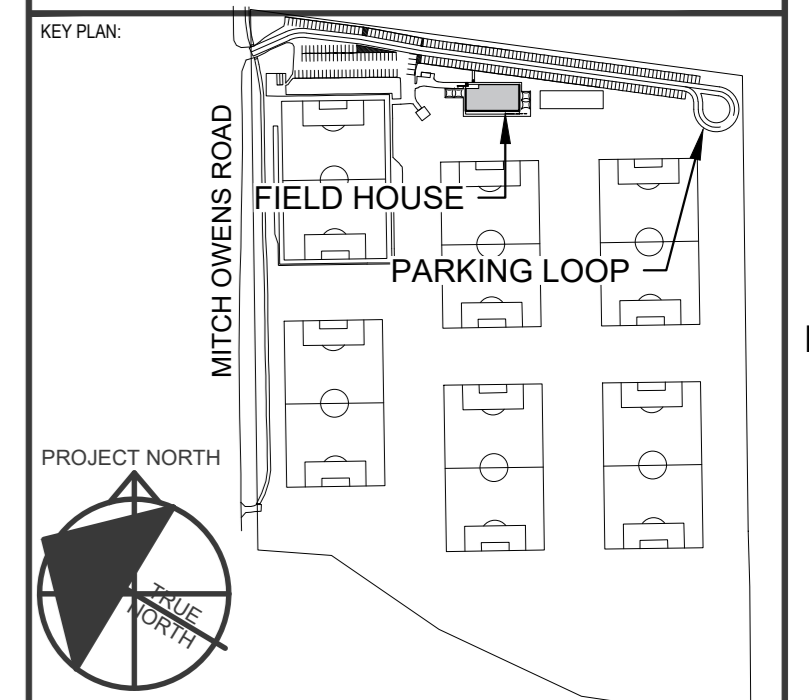 KEY PLAN:
MITCH OWENS ROAD
FIELD HOUSE
PARKING LOOP
PROJECT NORTH
TRUE
NORTH